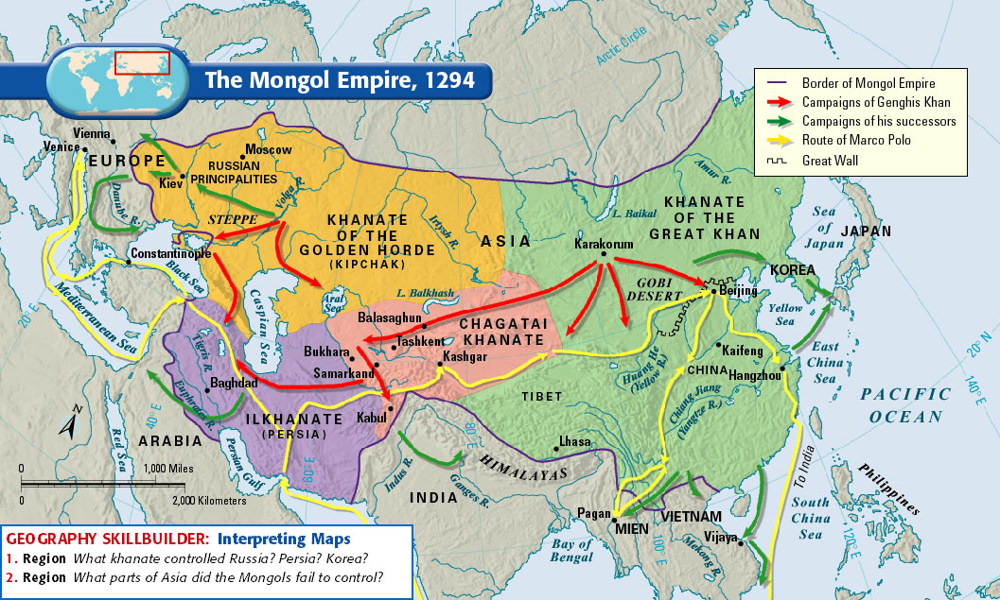 The Mongol Empire, 1294
Border of Mongol Empire
Campaigns of Genghis Khan
Campaigns of his successors
Route of Marco Polo
Great Wall
Arctic Circle
60° N
Vienna
Venice
EUROPE
Moscow
RUSSIAN
PRINCIPALITIES
Kiev
Danube R.
Volga R.
STEPPE
KHANATE
OF THE
GOLDEN HORDE
(KIPCHAK)
Irtysh R.
ASIA
L. Baikal
Amur R.
KHANATE
OF THE
GREAT KHAN
Sea
of
Japan
JAPAN
Karakorum
Constantinople
Black Sea
Caspian Sea
Aral
Sea
L. Balkhash
GOBI
DESERT
KOREA
Beijing
Yellow
Sea
20° E
Mediterranean Sea
Balasaghun
Tashkent
CHAGATAI
KHANATE
Bukhara
Samarkand
Kashgar
Huang He
(Yellow R.)
Kaifeng
CHINA
Hangzhou
East
China
Sea
20° N
140° E
Tigris R.
Baghdad
Euphrates R.
ILKHANATE
(PERSIA)
Kabul
TIBET
Chiang Jiang
(Yangtze R.)
PACIFIC
OCEAN
N
40° E
ARABIA
Red Sea
Persian Gulf
60° E
80° E
Lhasa
HIMALAYAS
Indus R.
Ganges R.
INDIA
0
1,000 Miles
0
2,000 Kilometers
To India
Philippines
South
China
Sea
120° E
Pagan
MIEN
VIETNAM
Vijaya
Mekong R.
100° E
Bay of
Bengal
GEOGRAPHY SKILLBUILDER: Interpreting Maps
1. Region What khanate controlled Russia? Persia? Korea?
2. Region What parts of Asia did the Mongols fail to control?